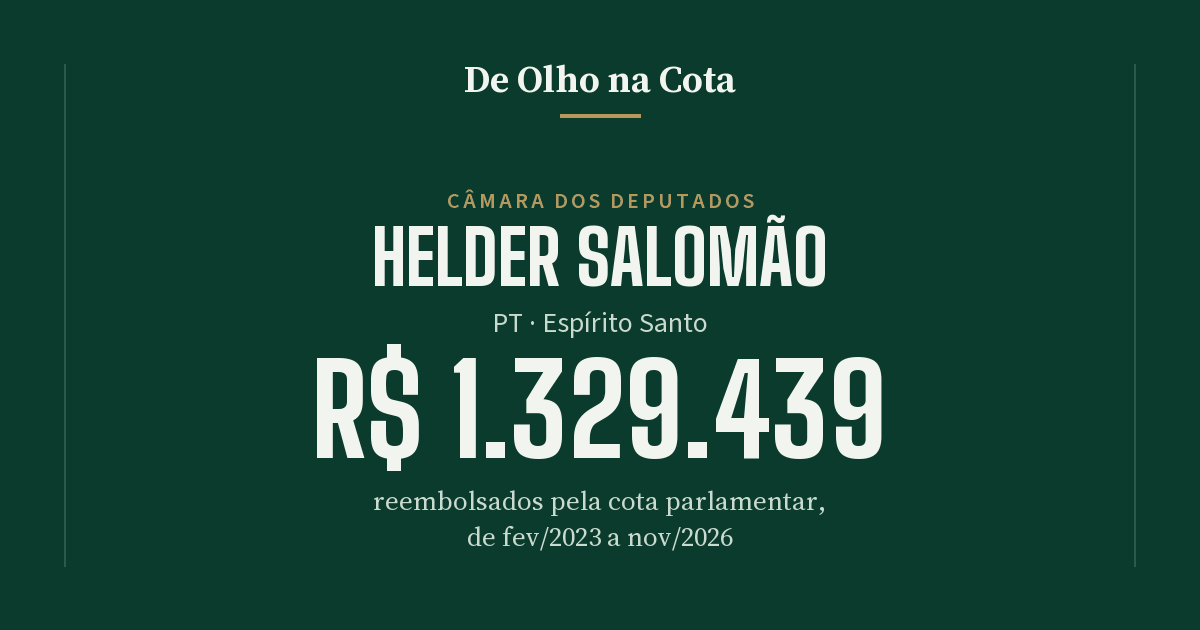 De Olho na Cota
CÂMARA DOS DEPUTADOS
HELDER SALOMÃO
PT · Espírito Santo
R$ 1.329.439
reembolsados pela cota parlamentar,
de fev/2023 a nov/2026